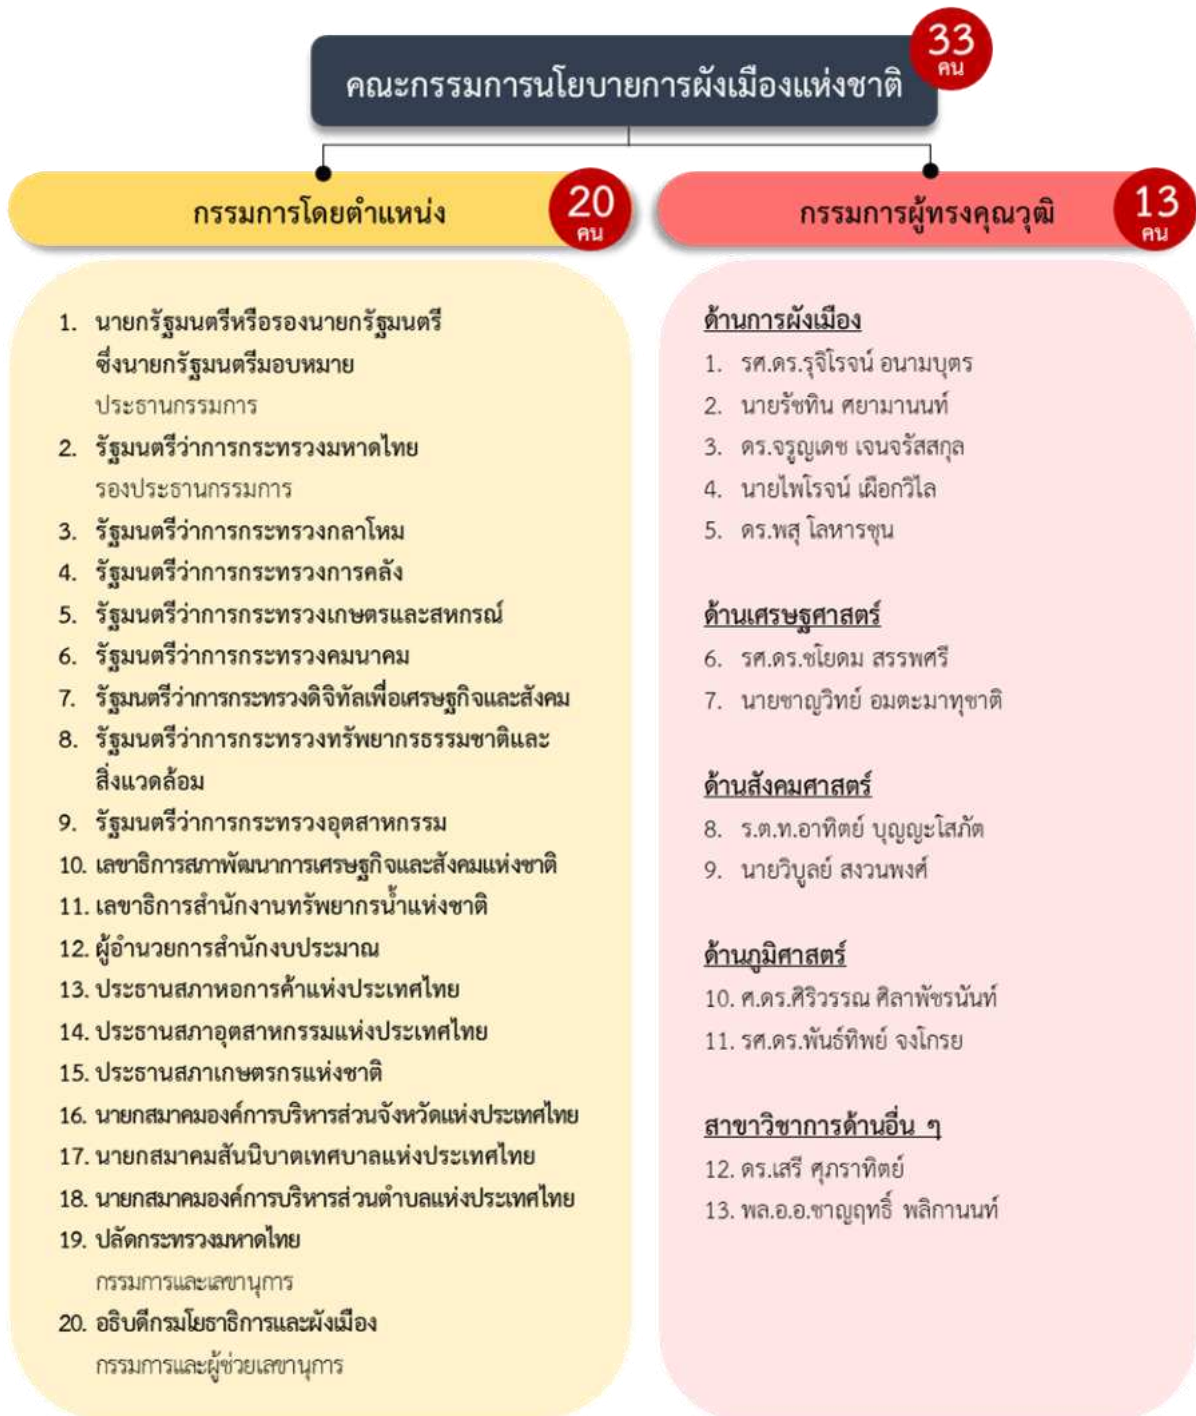 คณะกรรมการนโยบายการผังเมืองแห่งชาติ
33
คน
กรรมการโดยตำแหน่ง
20
คน
1. นายกรัฐมนตรีหรือรองนายกรัฐมนตรี
ซึ่งนายกรัฐมนตรีมอบหมาย
ประธานกรรมการ
2. รัฐมนตรีว่าการกระทรวงมหาดไทย
รองประธานกรรมการ
3. รัฐมนตรีว่าการกระทรวงกลาโหม
4. รัฐมนตรีว่าการกระทรวงการคลัง
5. รัฐมนตรีว่าการกระทรวงเกษตรและสหกรณ์
6. รัฐมนตรีว่าการกระทรวงคมนาคม
7. รัฐมนตรีว่าการกระทรวงดิจิทัลเพื่อเศรษฐกิจและสังคม
8. รัฐมนตรีว่าการกระทรวงทรัพยากรธรรมชาติและ
สิ่งแวดล้อม
9. รัฐมนตรีว่าการกระทรวงอุตสาหกรรม
10. เลขาธิการสภาพัฒนาการเศรษฐกิจและสังคมแห่งชาติ
11. เลขาธิการสำนักงานทรัพยากรน้ำแห่งชาติ
12. ผู้อำนวยการสำนักงบประมาณ
13. ประธานสภาหอการค้าแห่งประเทศไทย
14. ประธานสภาอุตสาหกรรมแห่งประเทศไทย
15. ประธานสภาเกษตรกรแห่งชาติ
16. นายกสมาคมองค์การบริหารส่วนจังหวัดแห่งประเทศไทย
17. นายกสมาคมสันนิบาตเทศบาลแห่งประเทศไทย
18. นายกสมาคมองค์การบริหารส่วนตำบลแห่งประเทศไทย
19. ปลัดกระทรวงมหาดไทย
กรรมการและเลขานุการ
20. อธิบดีกรมโยธาธิการและผังเมือง
กรรมการและผู้ช่วยเลขานุการ
กรรมการผู้ทรงคุณวุฒิ
13
คน
ด้านการผังเมือง
1. รศ.ดร.รุจิโรจน์ อนามบุตร
2. นายรัชทิน ศยามานนท์
3. ดร.จรูญเดช เจนจรัสสกุล
4. นายไพโรจน์ เผือกวิไล
5. ดร.พสุ โลหารชุน
ด้านเศรษฐศาสตร์
6. รศ.ดร.ชโยดม สรรพศรี
7. นายชาญวิทย์ อมตะมาทุชาติ
ด้านสังคมศาสตร์
8. ร.ต.ท.อาทิตย์ บุญญะโสภัต
9. นายวิบูลย์ สงวนพงศ์
ด้านภูมิศาสตร์
10. ศ.ดร.ศิริวรรณ ศิลาพัชรนันท์
11. รศ.ดร.พันธ์ทิพย์ จงโกรย
สาขาวิชาการด้านอื่น ๆ
12. ดร.เสรี ศุภราทิตย์
13. พล.อ.อ.ชาญฤทธิ์ พลิกานนท์